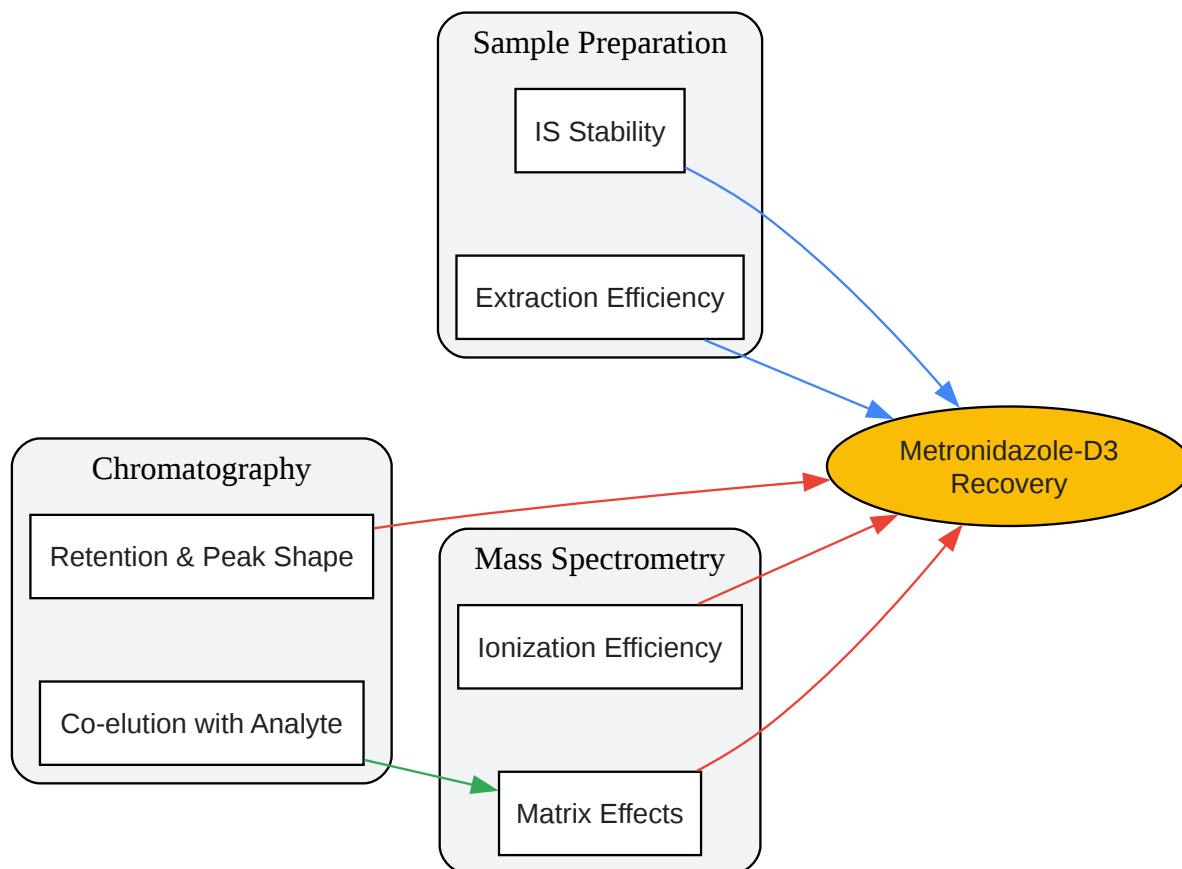 Sample Preparation
IS Stability
Extraction Efficiency
Metronidazole-D3
Recovery
Chromatography
Retention & Peak Shape
Co-elution with Analyte
Mass Spectrometry
Ionization Efficiency
Matrix Effects